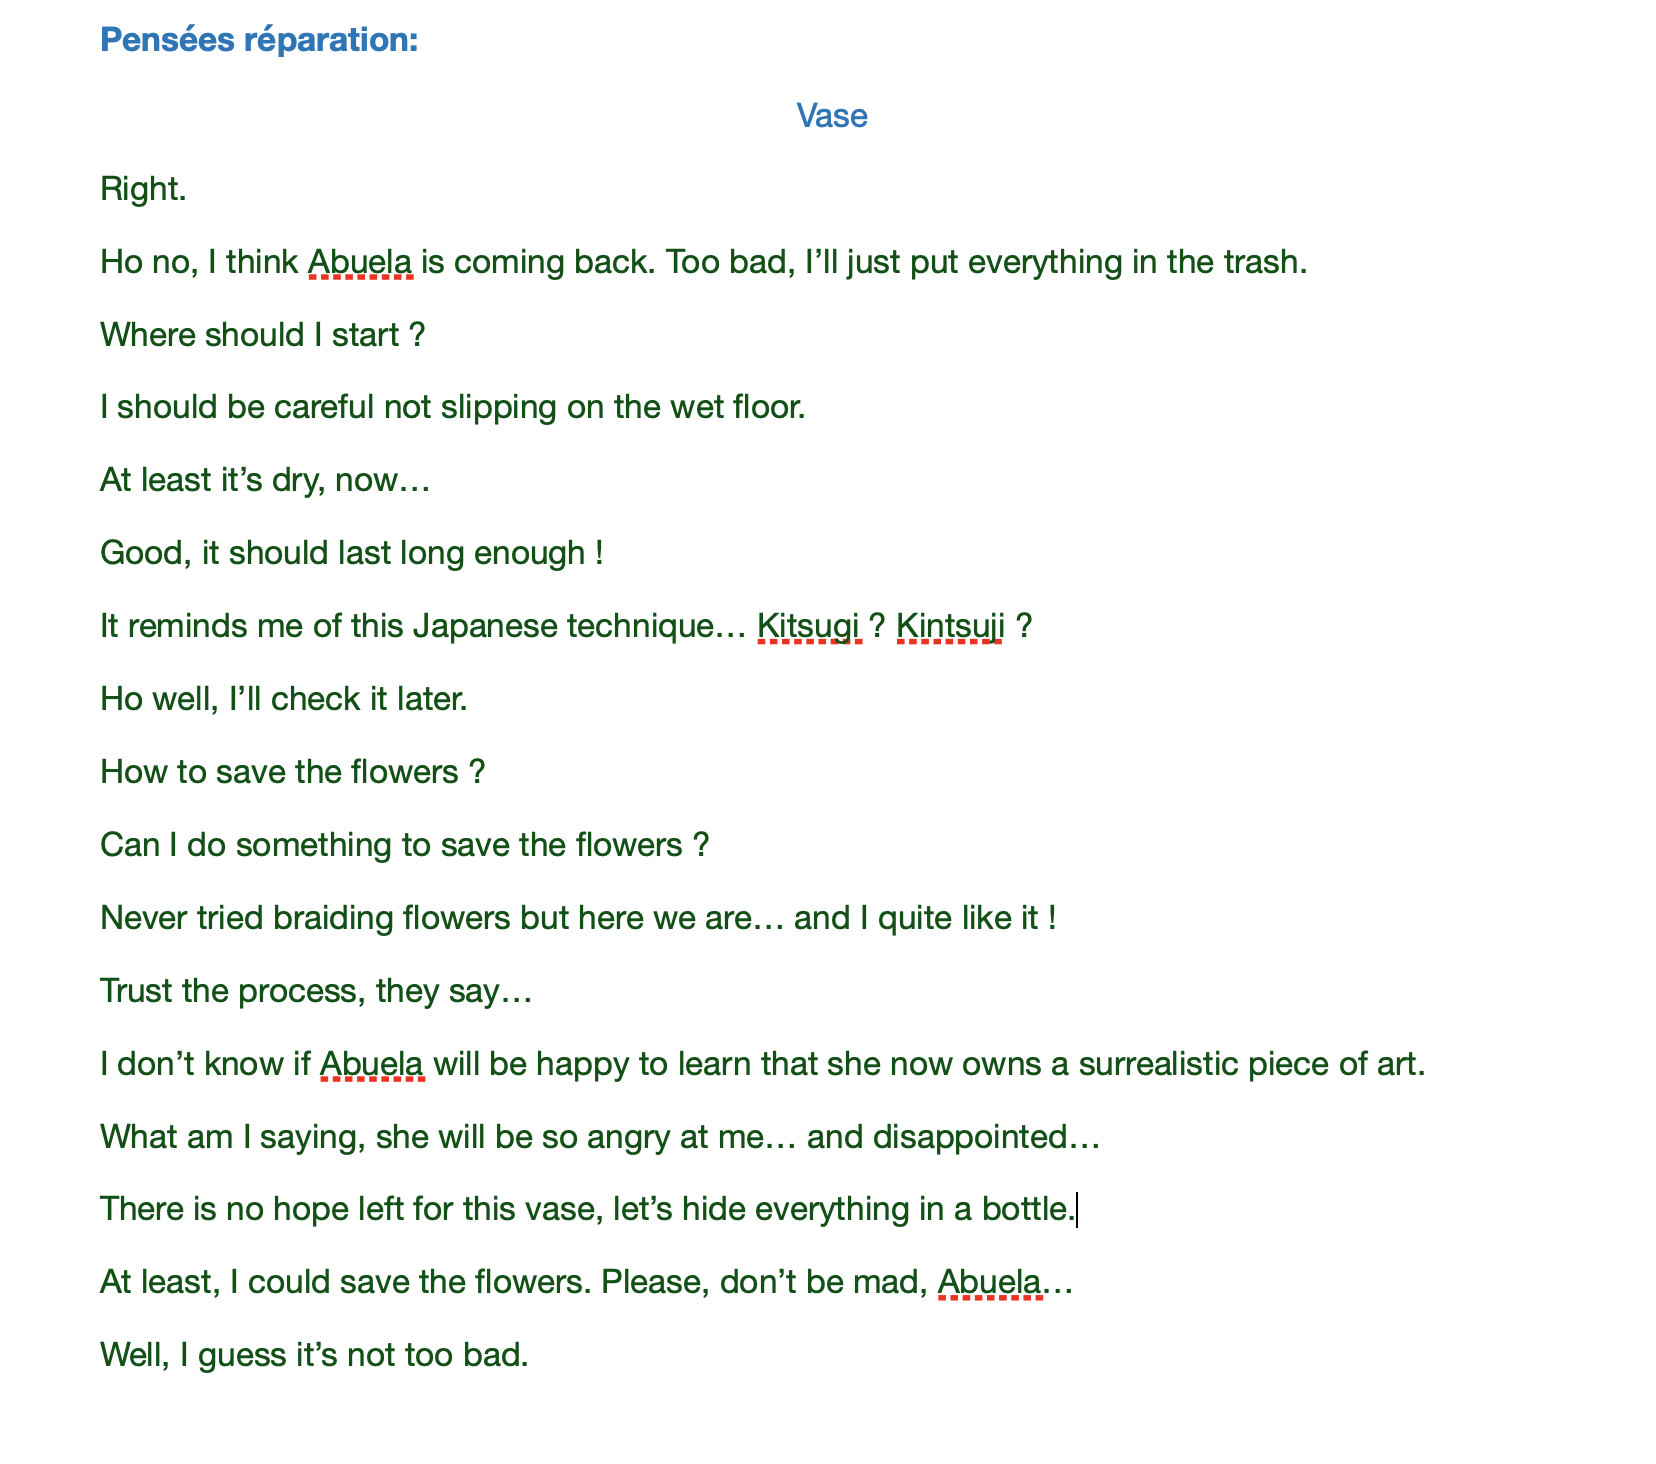 Pensées réparation:
Vase
Right.
Ho no, I think Abuela is coming back. Too bad, I’ll just put everything in the trash.
Where should I start ?
I should be careful not slipping on the wet floor.
At least it’s dry, now…
Good, it should last long enough !
It reminds me of this Japanese technique… Kitsugi ? Kintsuji ?
Ho well, I’ll check it later.
How to save the flowers ?
Can I do something to save the flowers ?
Never tried braiding flowers but here we are… and I quite like it !
Trust the process, they say…
I don’t know if Abuela will be happy to learn that she now owns a surrealistic piece of art.
What am I saying, she will be so angry at me… and disappointed…
There is no hope left for this vase, let’s hide everything in a bottle.
At least, I could save the flowers. Please, don’t be mad, Abuela…
Well, I guess it’s not too bad.